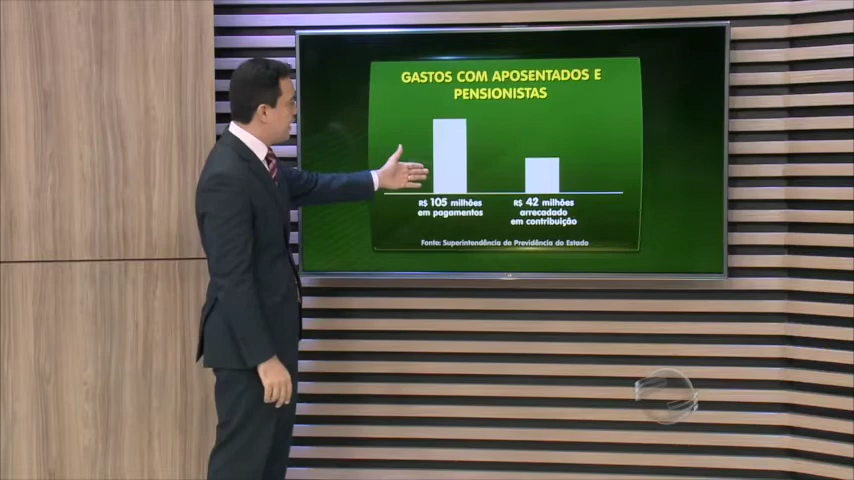 GASTOS COM APOSENTADOS E
PENSIONISTAS
R$ 105 milhões
em pagamentos
R$ 42 milhões
arrecadado
em contribuição
Fonte: Superintendência de Previdência do Estado